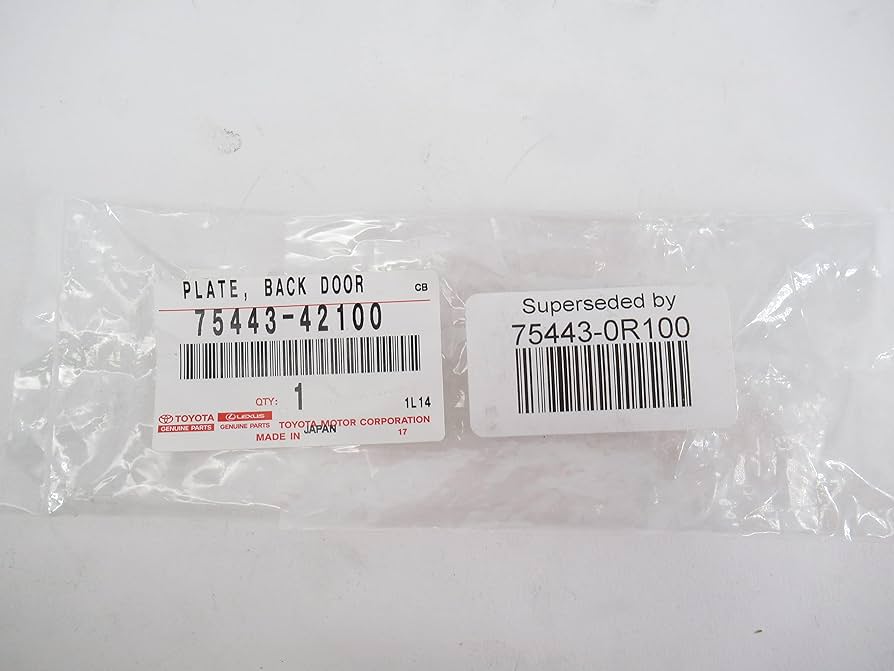 PLATE, BACK DOOR CB
75443-42100
QTY: 1 1L14
TOYOTA LEXUS TOYOTA MOTOR CORPORATION
GENUINE PARTS GENUINE PARTS
MADE IN JAPAN 17
Superseded by
75443-0R100